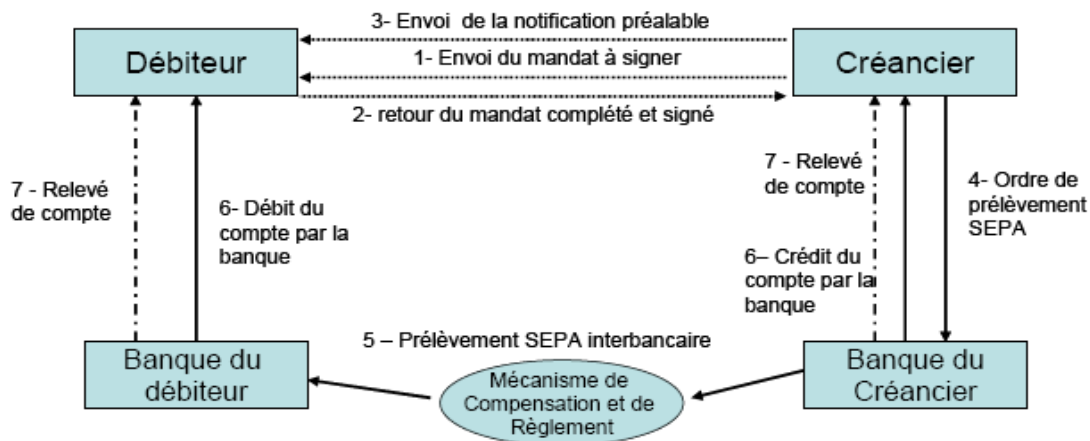 3- Envoi de la notification préalable
Débiteur
1- Envoi du mandat à signer
Créancier
2- retour du mandat complété et signé
7 - Relevé
de compte
6- Débit du
compte par la
banque
7 - Relevé
de compte
4- Ordre de
prélèvement
SEPA
6– Crédit du
compte par la
banque
5 – Prélèvement SEPA interbancaire
Banque du
débiteur
Mécanisme de
Compensation et de
Règlement
Banque du
Créancier